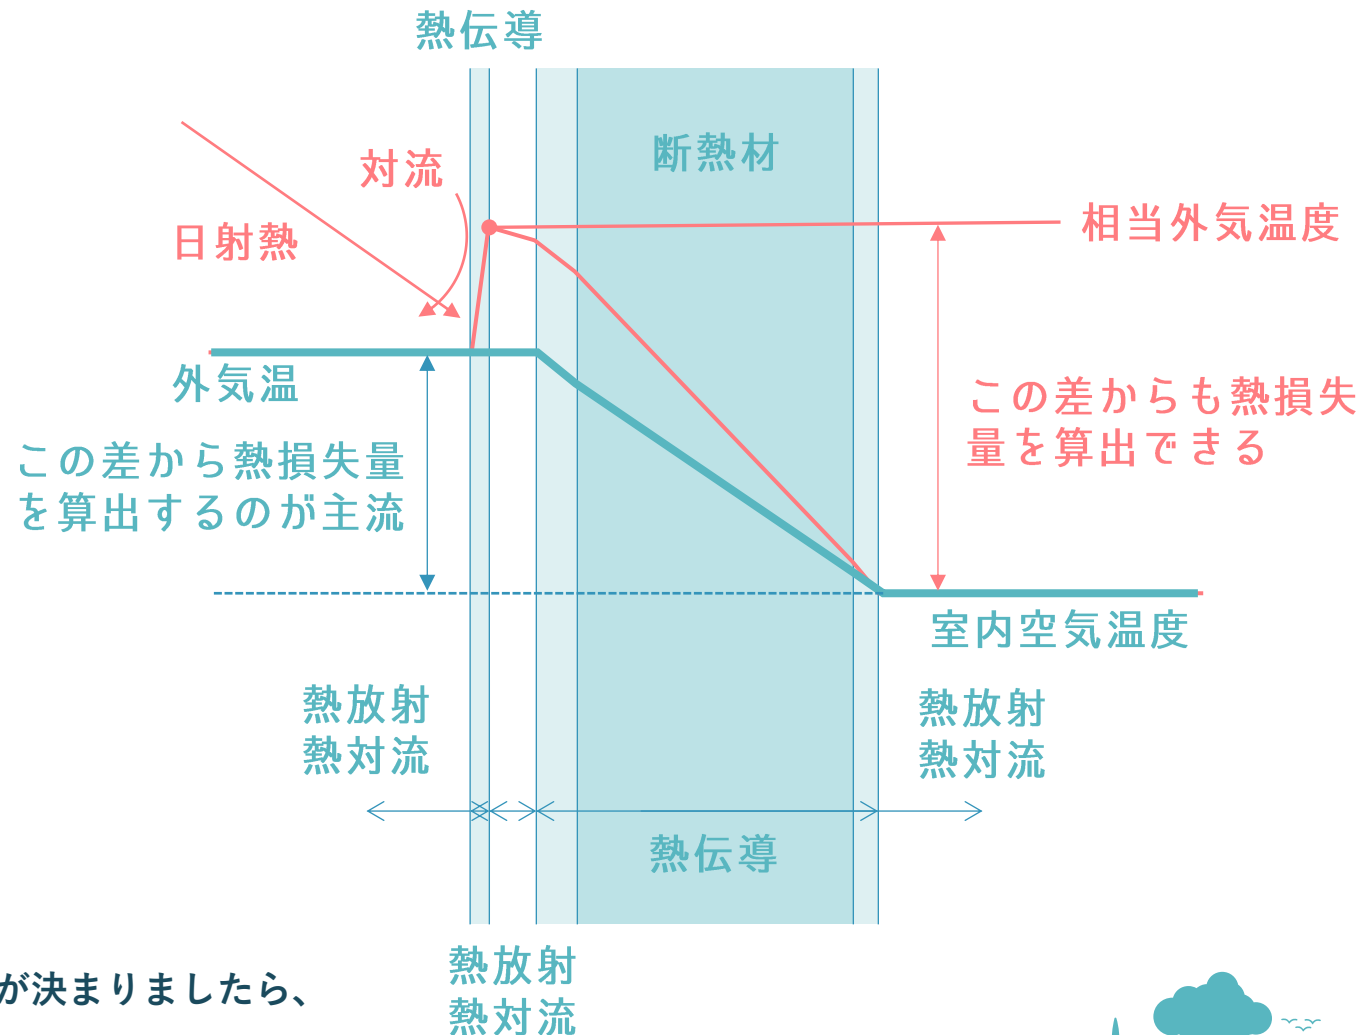 熱伝導
断熱材
対流
日射熱
相当外気温度
外気温
この差から熱損失量
を算出するのが主流
この差からも熱損失
量を算出できる
室内空気温度
熱放射
熱対流
熱放射
熱対流
熱伝導
熱放射
熱対流
が決まりましたら、